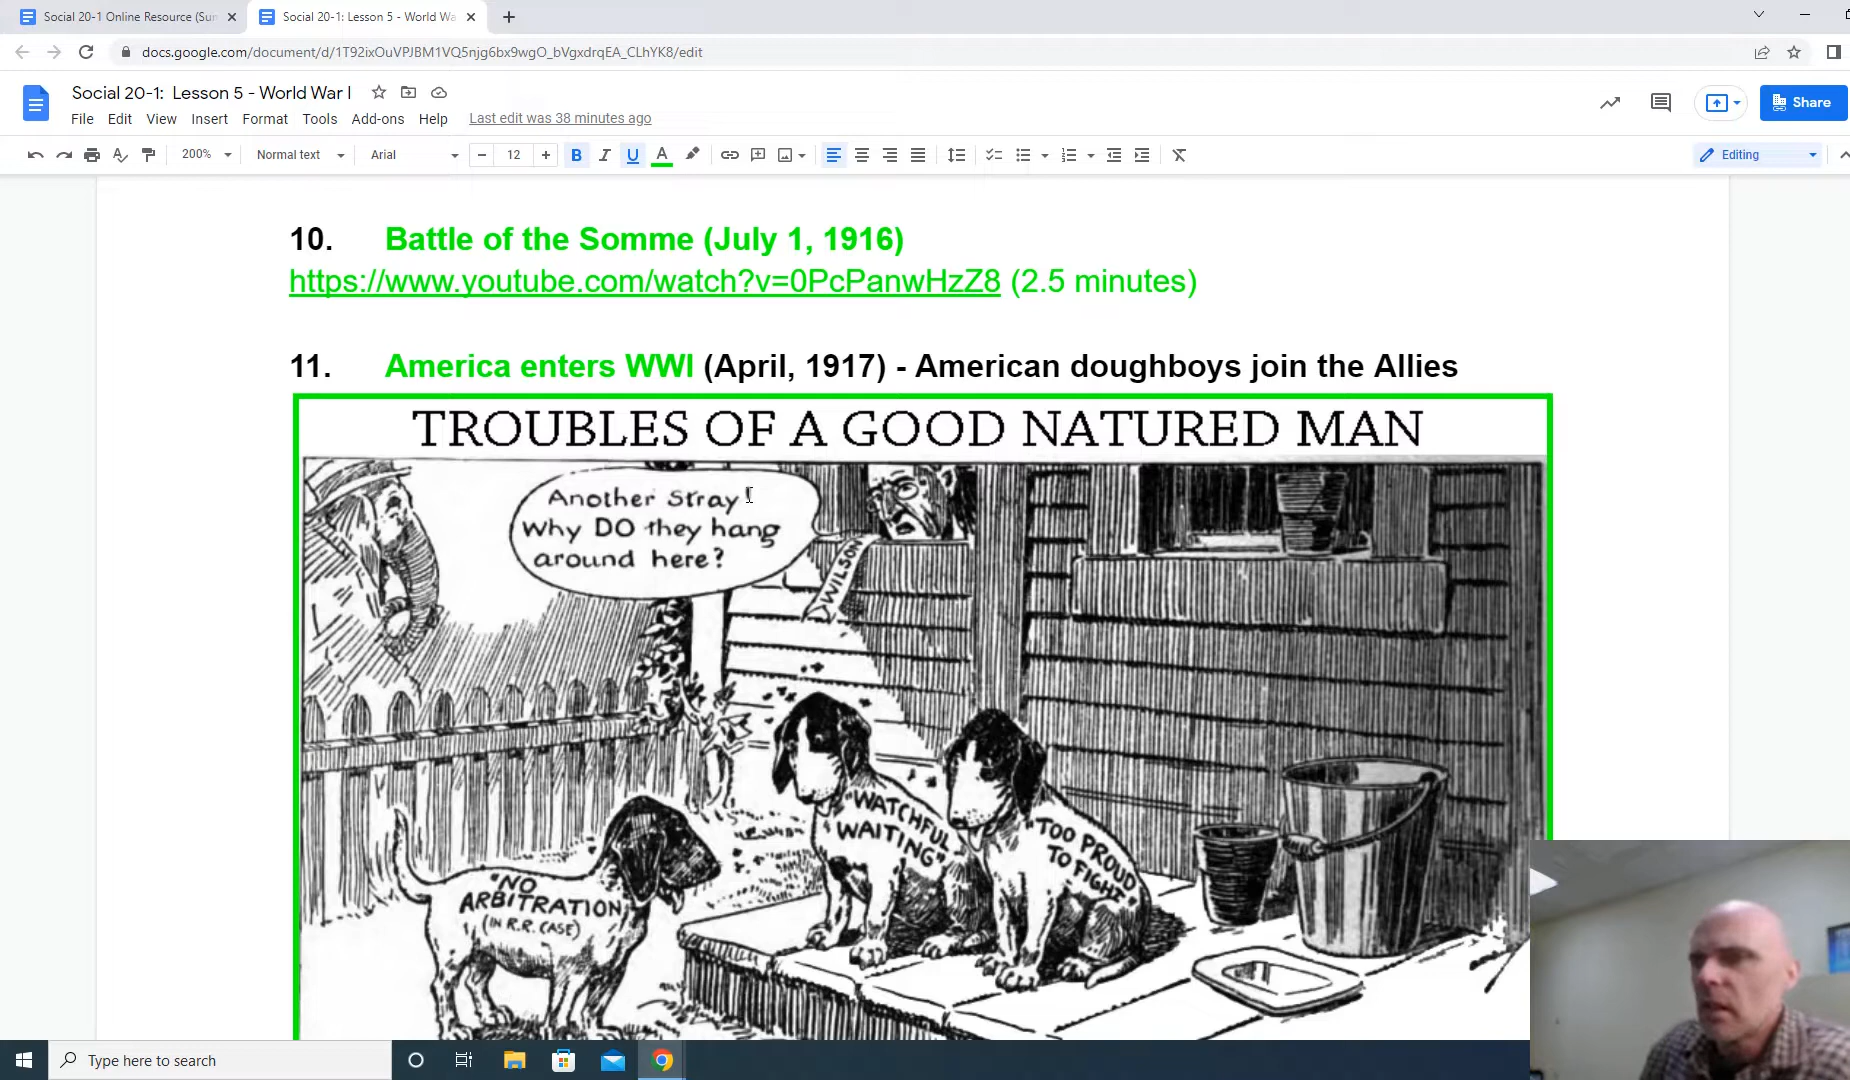 Social 20-1 Online Resource (Sun
Social 20-1: Lesson 5 - World Wa
docs.google.com/document/d/1T92ixOuVPJBM1VQ5njg6bx9wgO_bVgxdrqEA_CLhYK8/edit
Social 20-1: Lesson 5 - World War I
File Edit View Insert Format Tools Add-ons Help Last edit was 38 minutes ago
Share
200% Normal text Arial 12 B I U A Editing
10. Battle of the Somme (July 1, 1916)
https://www.youtube.com/watch?v=0PcPanwHzZ8 (2.5 minutes)
11. America enters WWI (April, 1917) - American doughboys join the Allies
TROUBLES OF A GOOD NATURED MAN
Another Stray!
Why DO they hang
around here?
WILSON
"WATCHFUL
WAITING"
"TOO PROUD
TO FIGHT"
"NO
ARBITRATION
(IN R.R. CASE)
Type here to search